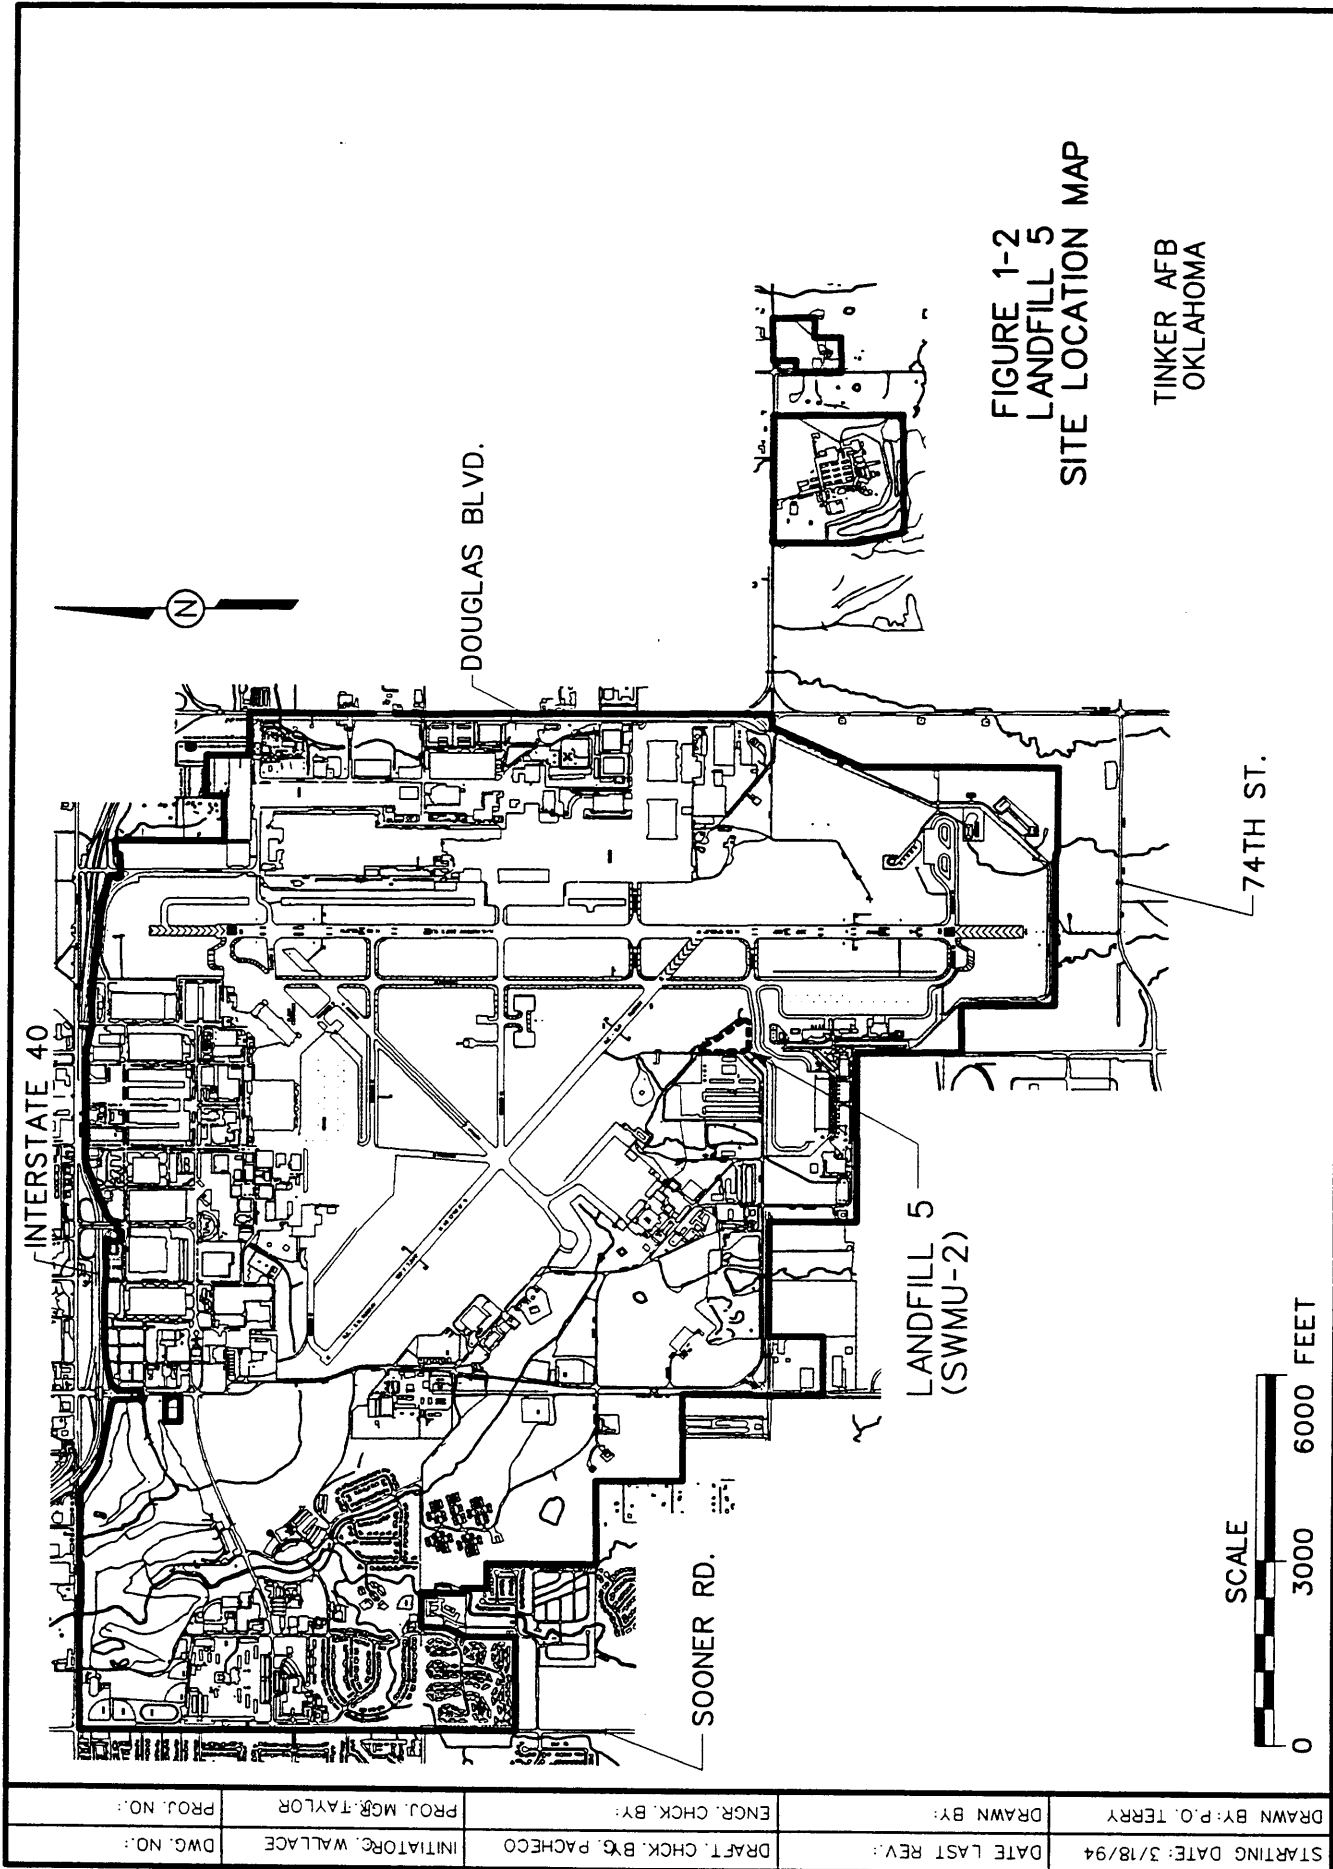 INTERSTATE 40
N
DOUGLAS BLVD.
74TH ST.
LANDFILL 5
(SWMU-2)
SOONER RD.
SCALE
0 3000 6000 FEET
FIGURE 1-2
LANDFILL 5
SITE LOCATION MAP
TINKER AFB
OKLAHOMA
STARTING DATE: 3/18/94
DATE LAST REV.:
DRAFT. CHCK. BY: G. PACHECO
INITIATOR: C. WALLACE
DWG. NO.:
DRAWN BY: P.O. TERRY
DRAWN BY:
ENGR. CHCK. BY:
PROJ. MGR.: TAYLOR
PROJ. NO.: